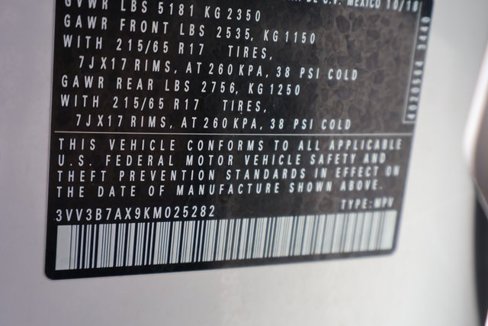 GVWR LBS 5181 KG 2350
GAWR FRONT LBS 2535, KG 1150
WITH 215/65 R17 TIRES,
7JX17 RIMS, AT 260 KPA, 38 PSI COLD
GAWR REAR LBS 2756, KG 1250
WITH 215/65 R17 TIRES,
7JX17 RIMS, AT 260 KPA, 38 PSI COLD
THIS VEHICLE CONFORMS TO ALL APPLICABLE
U.S. FEDERAL MOTOR VEHICLE SAFETY AND
THEFT PREVENTION STANDARDS IN EFFECT ON
THE DATE OF MANUFACTURE SHOWN ABOVE.
3VV3B7AX9KM025282 TYPE: MPV